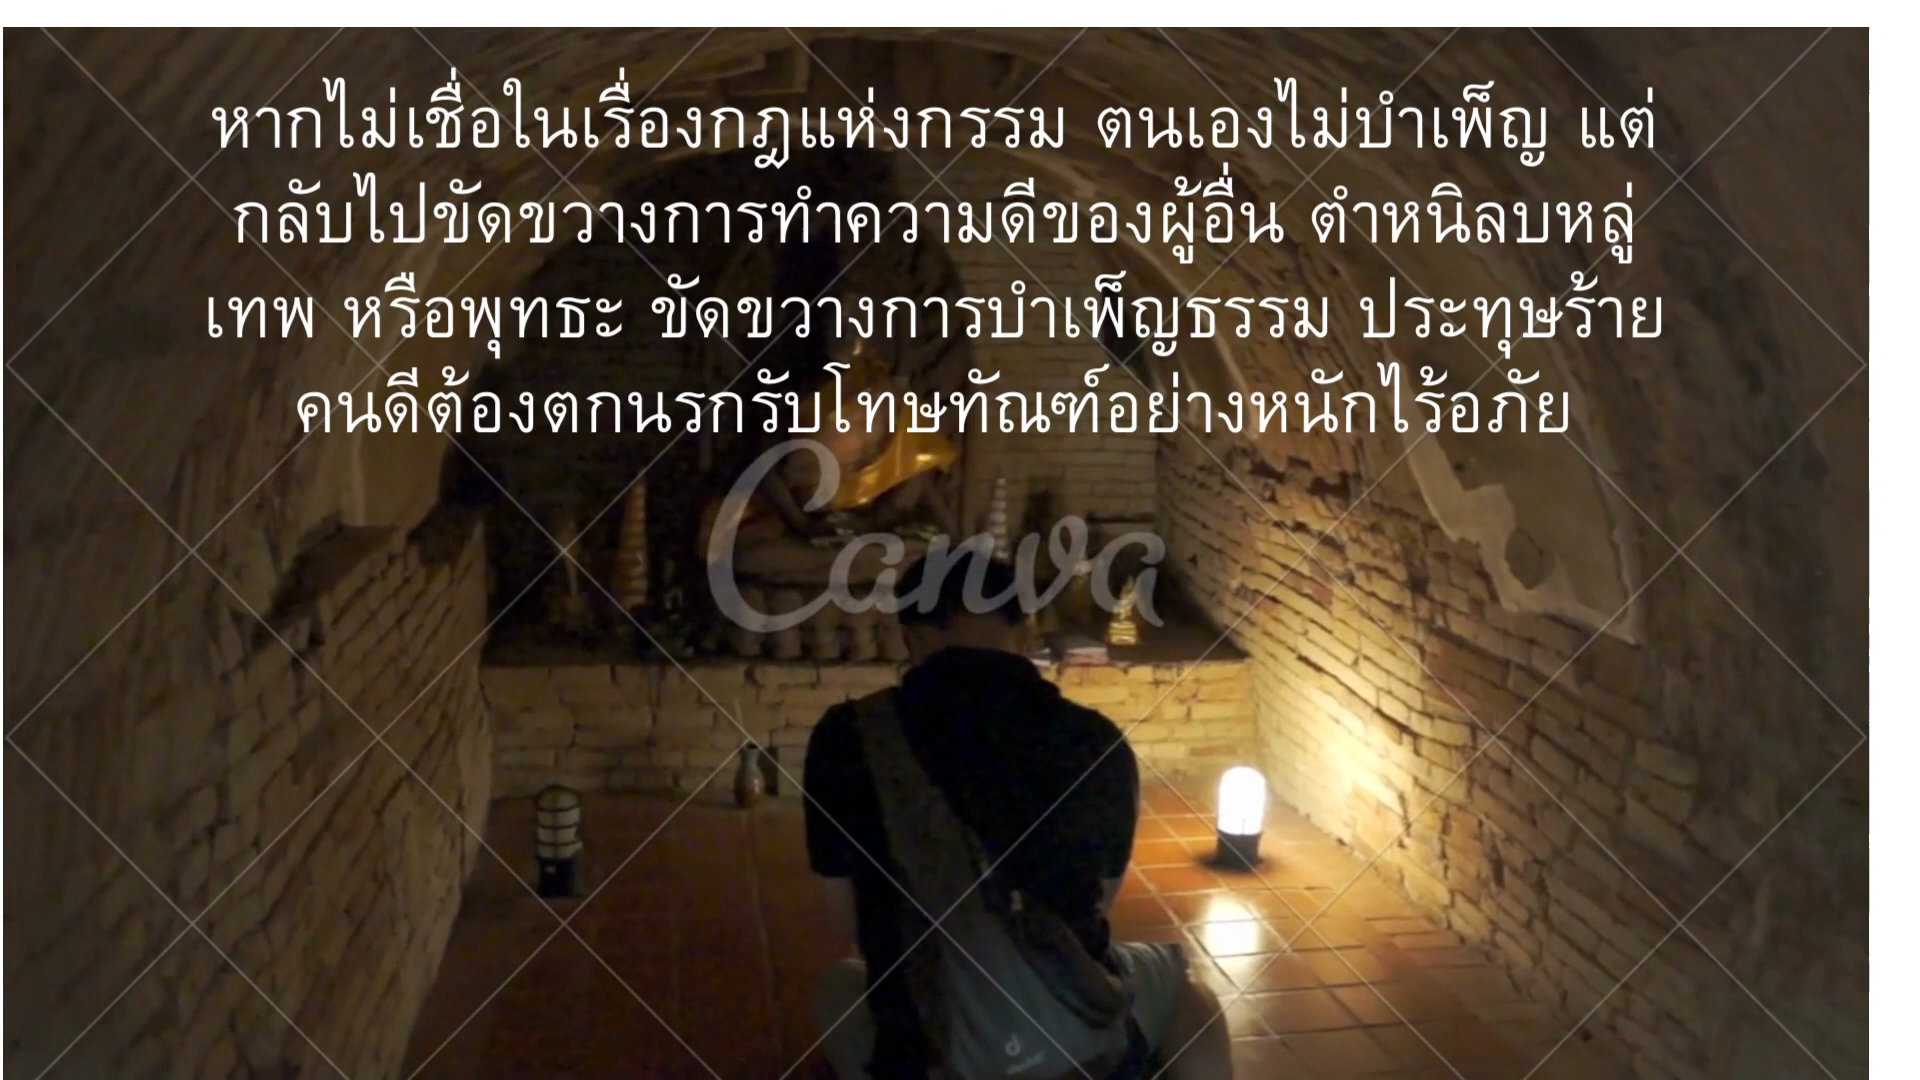 หากไม่เชื่อในเรื่องกฎแห่งกรรม ตนเองไม่บำเพ็ญ แต่
กลับไปขัดขวางการทำความดีของผู้อื่น ตำหนิลบหลู่
เทพ หรือพุทธะ ขัดขวางการบำเพ็ญธรรม ประทุษร้าย
คนดีต้องตกนรกรับโทษทัณฑ์อย่างหนักไร้อภัย
Canva